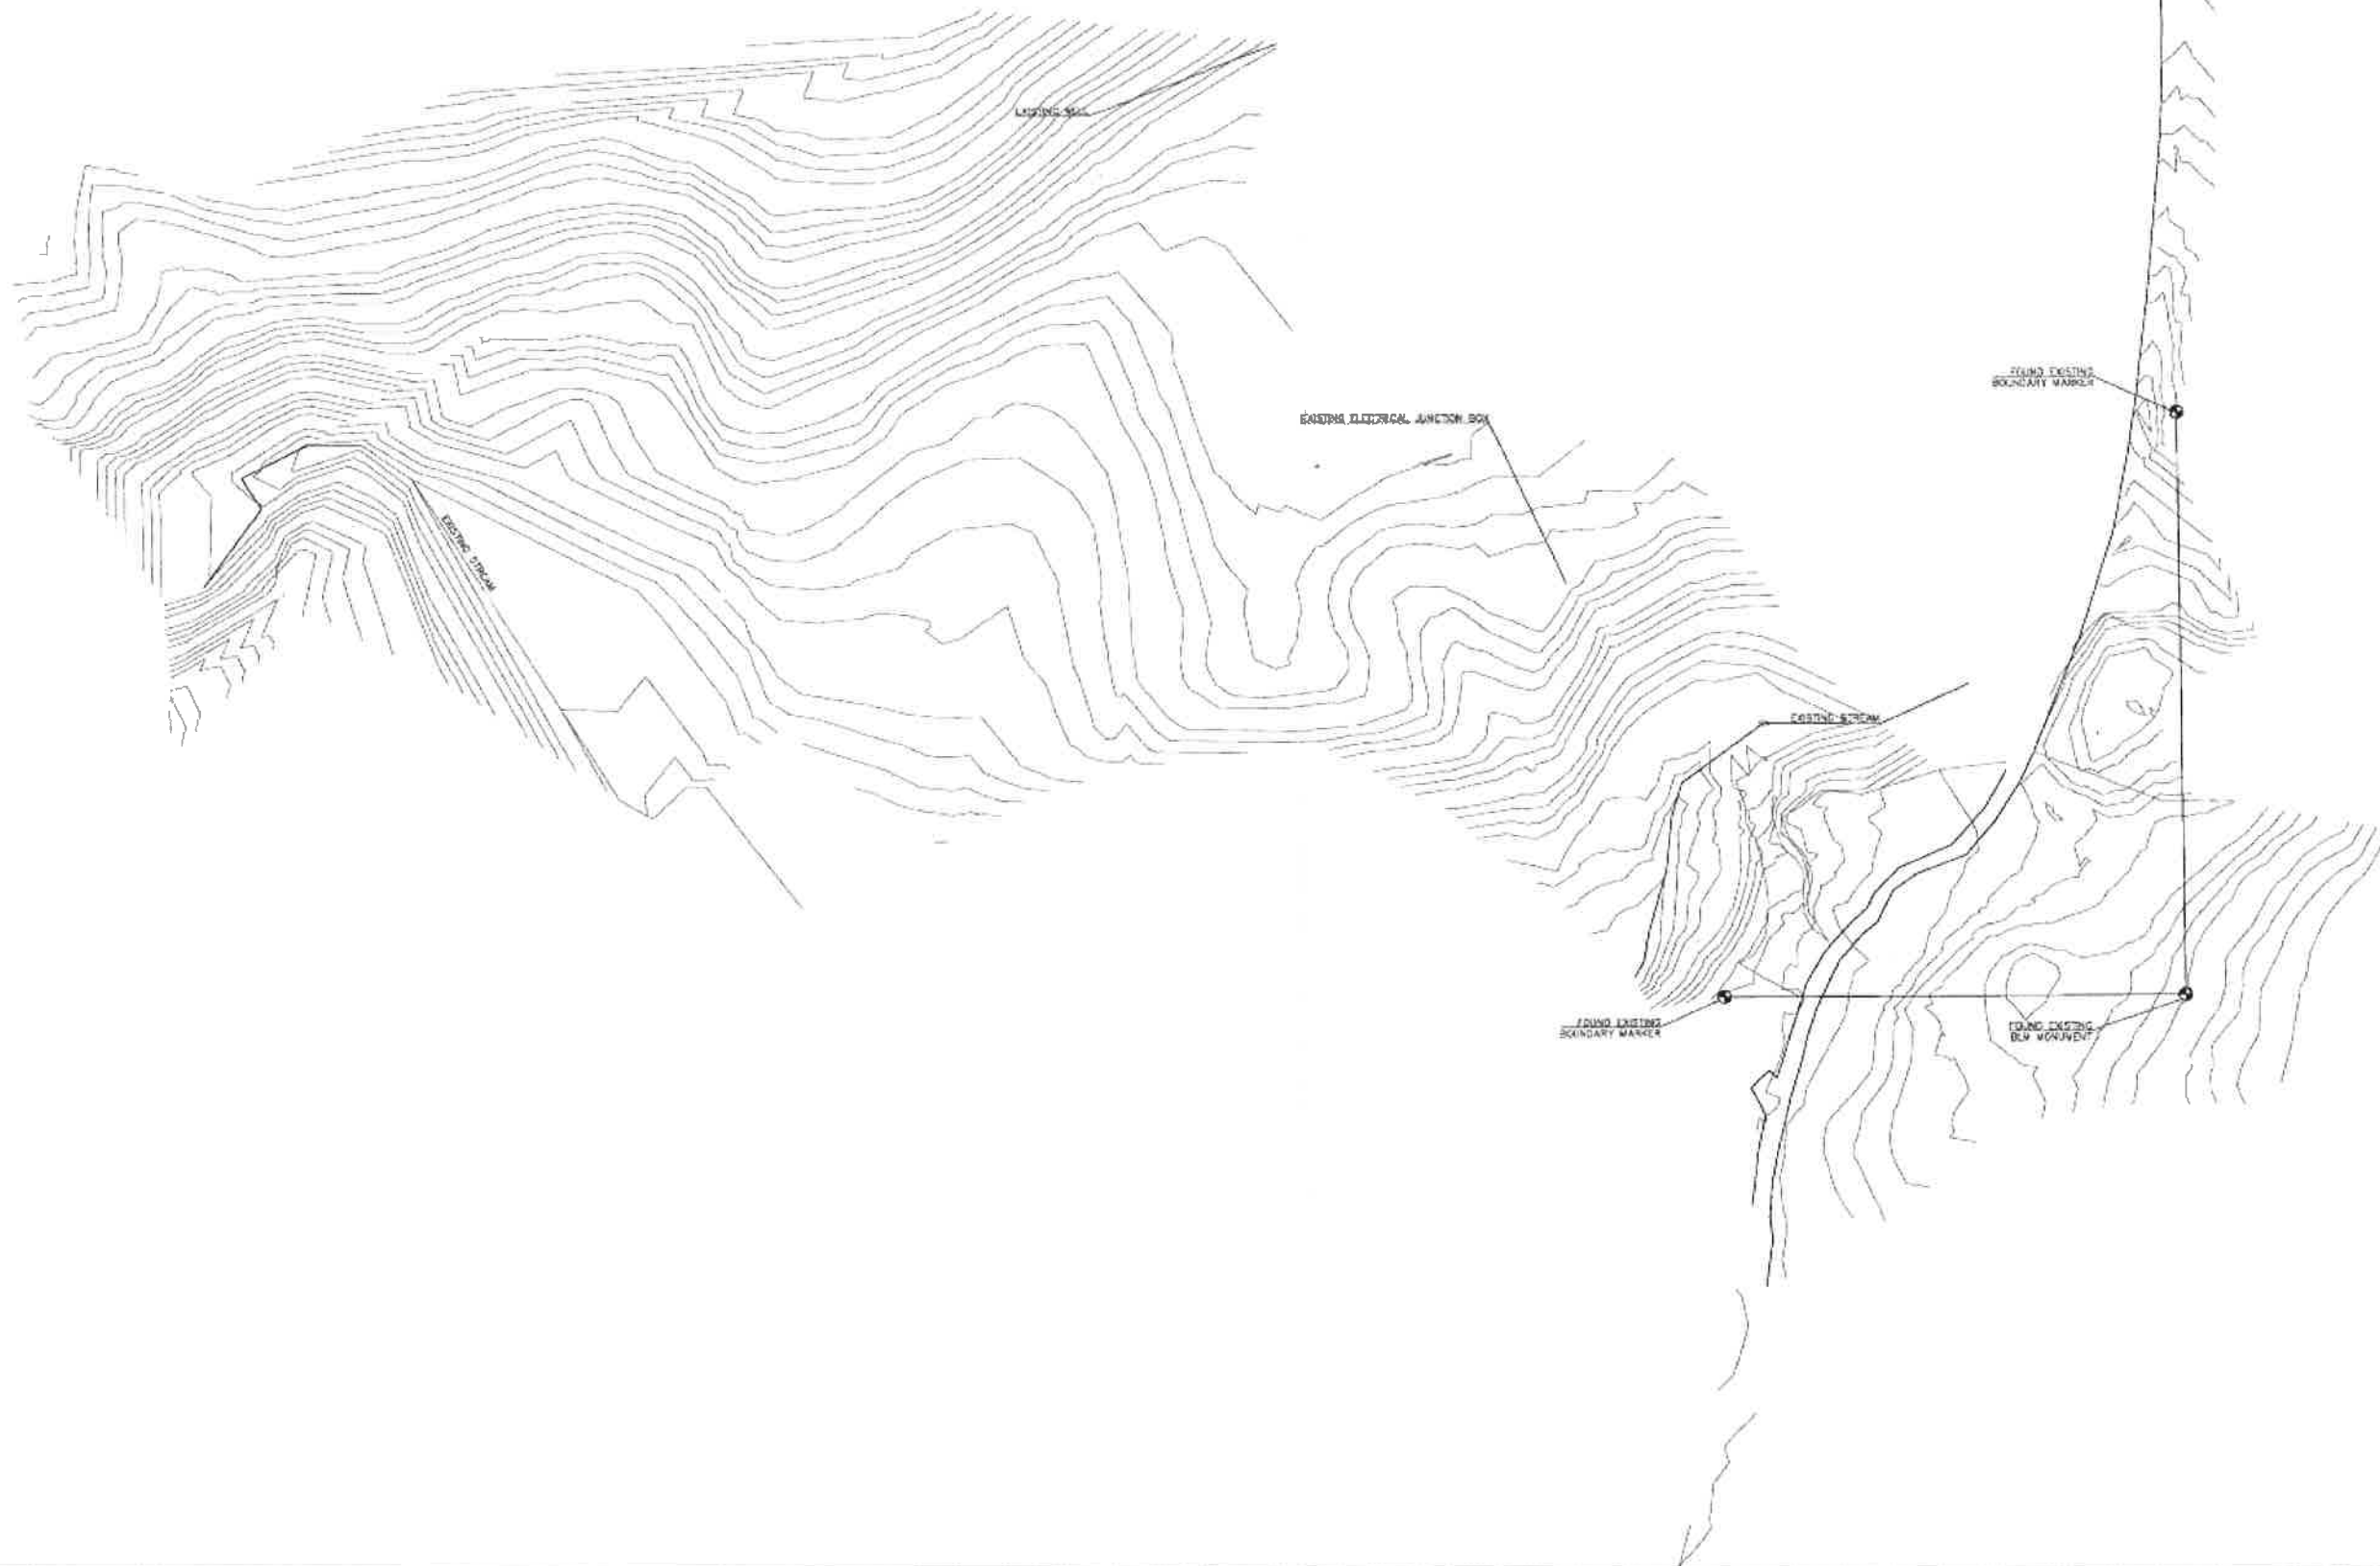 EXISTING WELL
FOUND EXISTING
BOUNDARY MARKER
EXISTING ELECTRICAL JUNCTION BOX
EXISTING STREAM
EXISTING STREAM
FOUND EXISTING
BOUNDARY MARKER
FOUND EXISTING
BLM MONUMENT